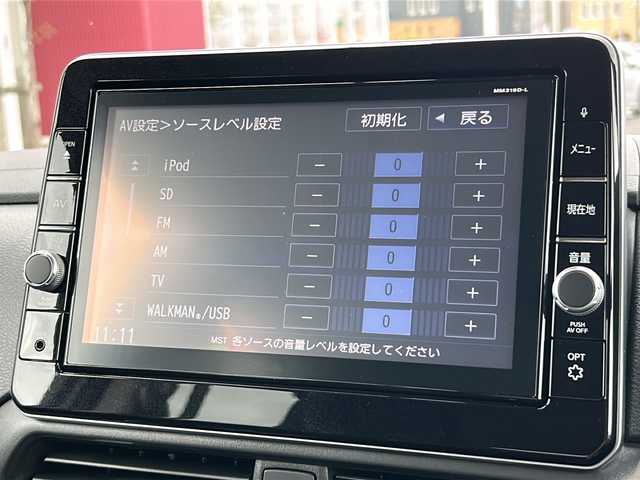 MM319D-L
AV設定>ソースレベル設定 初期化 ◀ 戻る
iPod − 0 +
SD − 0 +
FM − 0 +
AM − 0 +
TV − 0 +
WALKMAN®/USB − 0 +
11:11
MST 各ソースの音量レベルを設定してください
OPEN
AV
メニュー
現在地
音量
PUSH
AV OFF
OPT